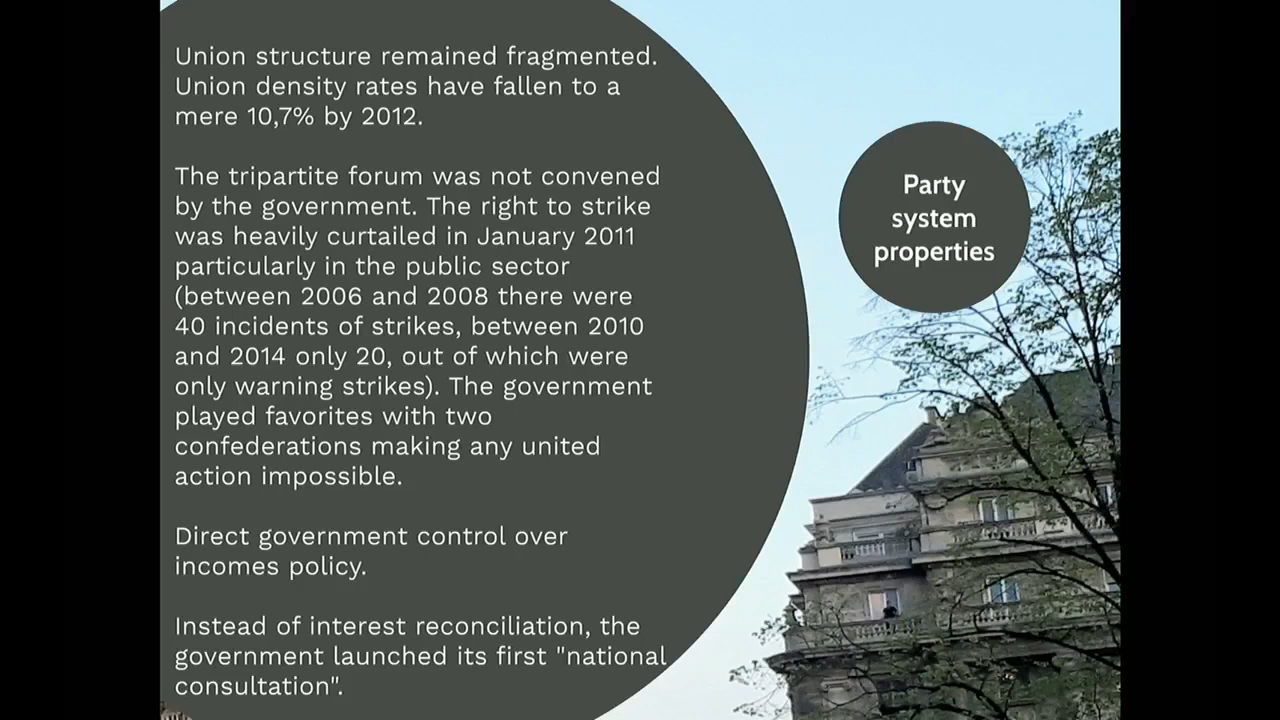 Union structure remained fragmented.
Union density rates have fallen to a
mere 10,7% by 2012.
The tripartite forum was not convened
by the government. The right to strike
was heavily curtailed in January 2011
particularly in the public sector
(between 2006 and 2008 there were
40 incidents of strikes, between 2010
and 2014 only 20, out of which were
only warning strikes). The government
played favorites with two
confederations making any united
action impossible.
Direct government control over
incomes policy.
Instead of interest reconciliation, the
government launched its first "national
consultation".
Party
system
properties